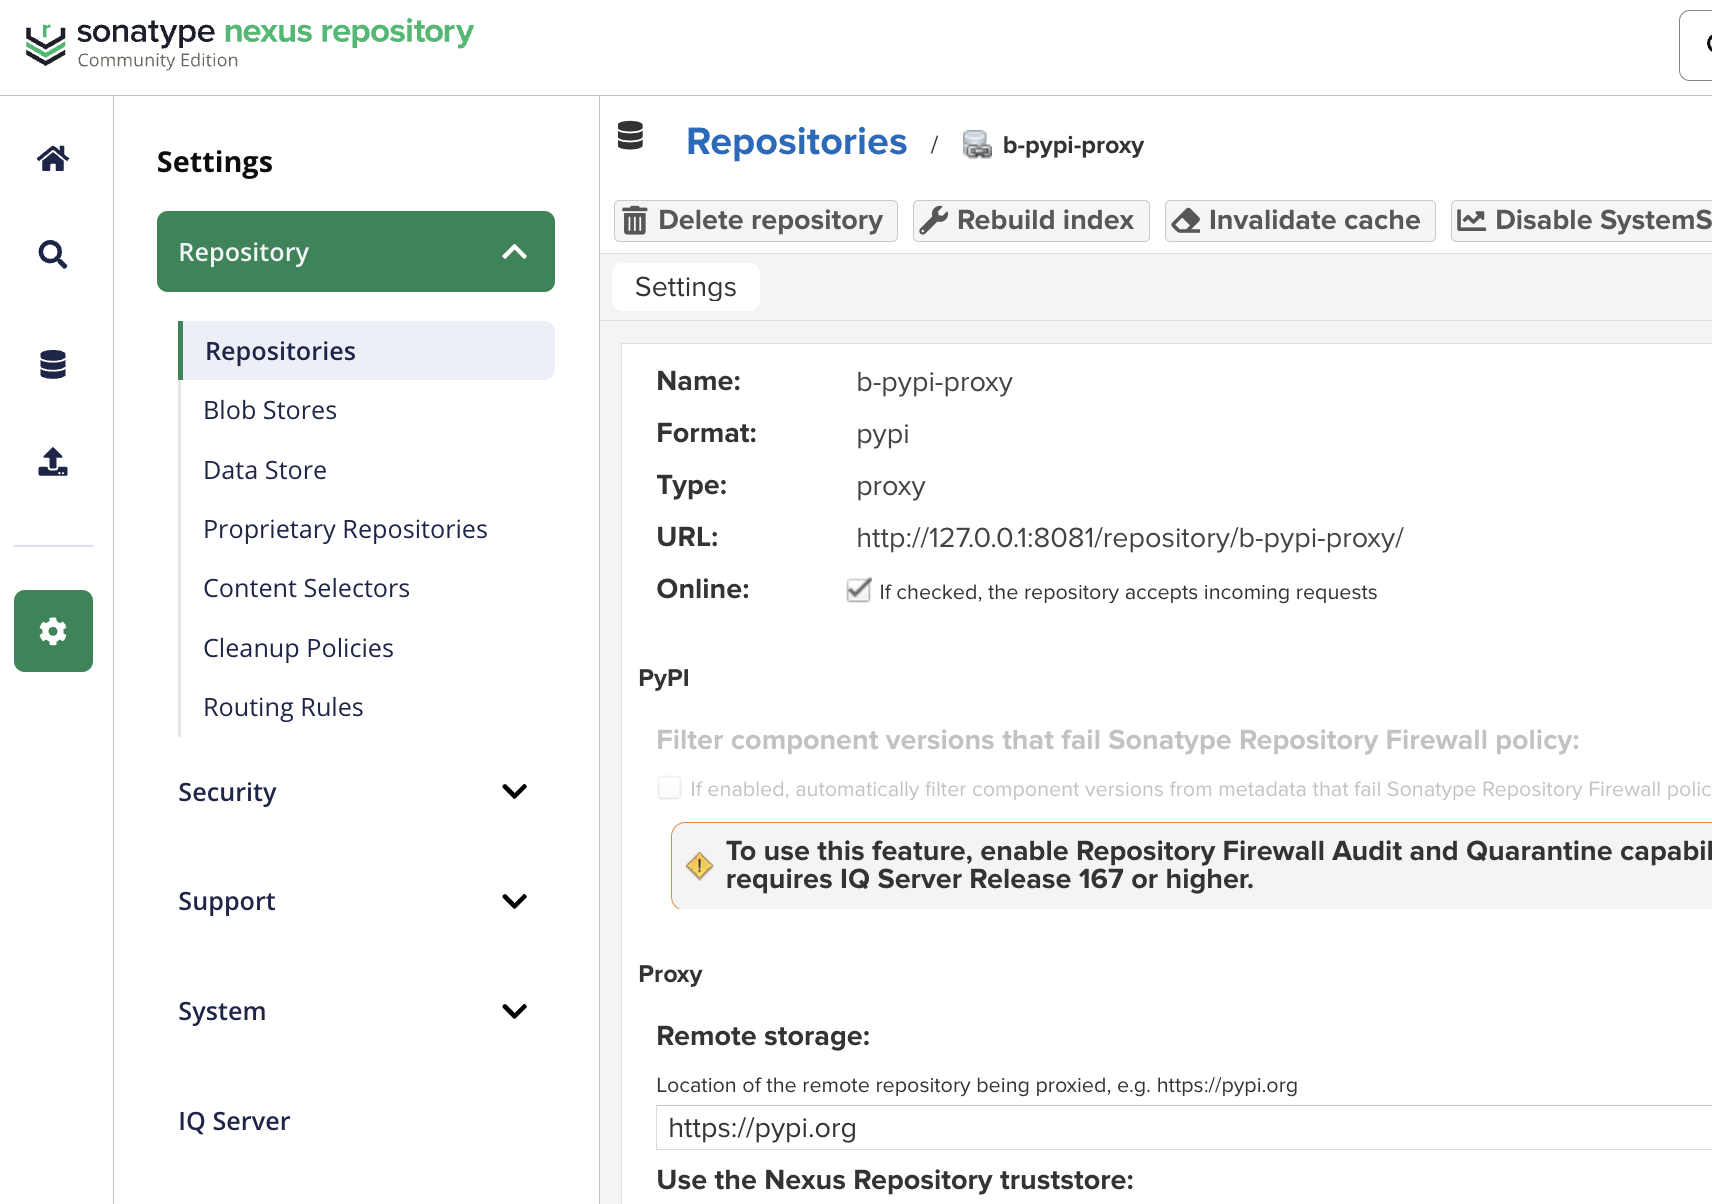 sonatype nexus repository
Community Edition
Settings
Repository
Repositories
Blob Stores
Data Store
Proprietary Repositories
Content Selectors
Cleanup Policies
Routing Rules
Security
Support
System
IQ Server
Repositories / b-pypi-proxy
Delete repository Rebuild index Invalidate cache Disable SystemS
Settings
Name: b-pypi-proxy
Format: pypi
Type: proxy
URL: http://127.0.0.1:8081/repository/b-pypi-proxy/
Online: If checked, the repository accepts incoming requests
PyPI
Filter component versions that fail Sonatype Repository Firewall policy:
If enabled, automatically filter component versions from metadata that fail Sonatype Repository Firewall polic
To use this feature, enable Repository Firewall Audit and Quarantine capabil
requires IQ Server Release 167 or higher.
Proxy
Remote storage:
Location of the remote repository being proxied, e.g. https://pypi.org
https://pypi.org
Use the Nexus Repository truststore: